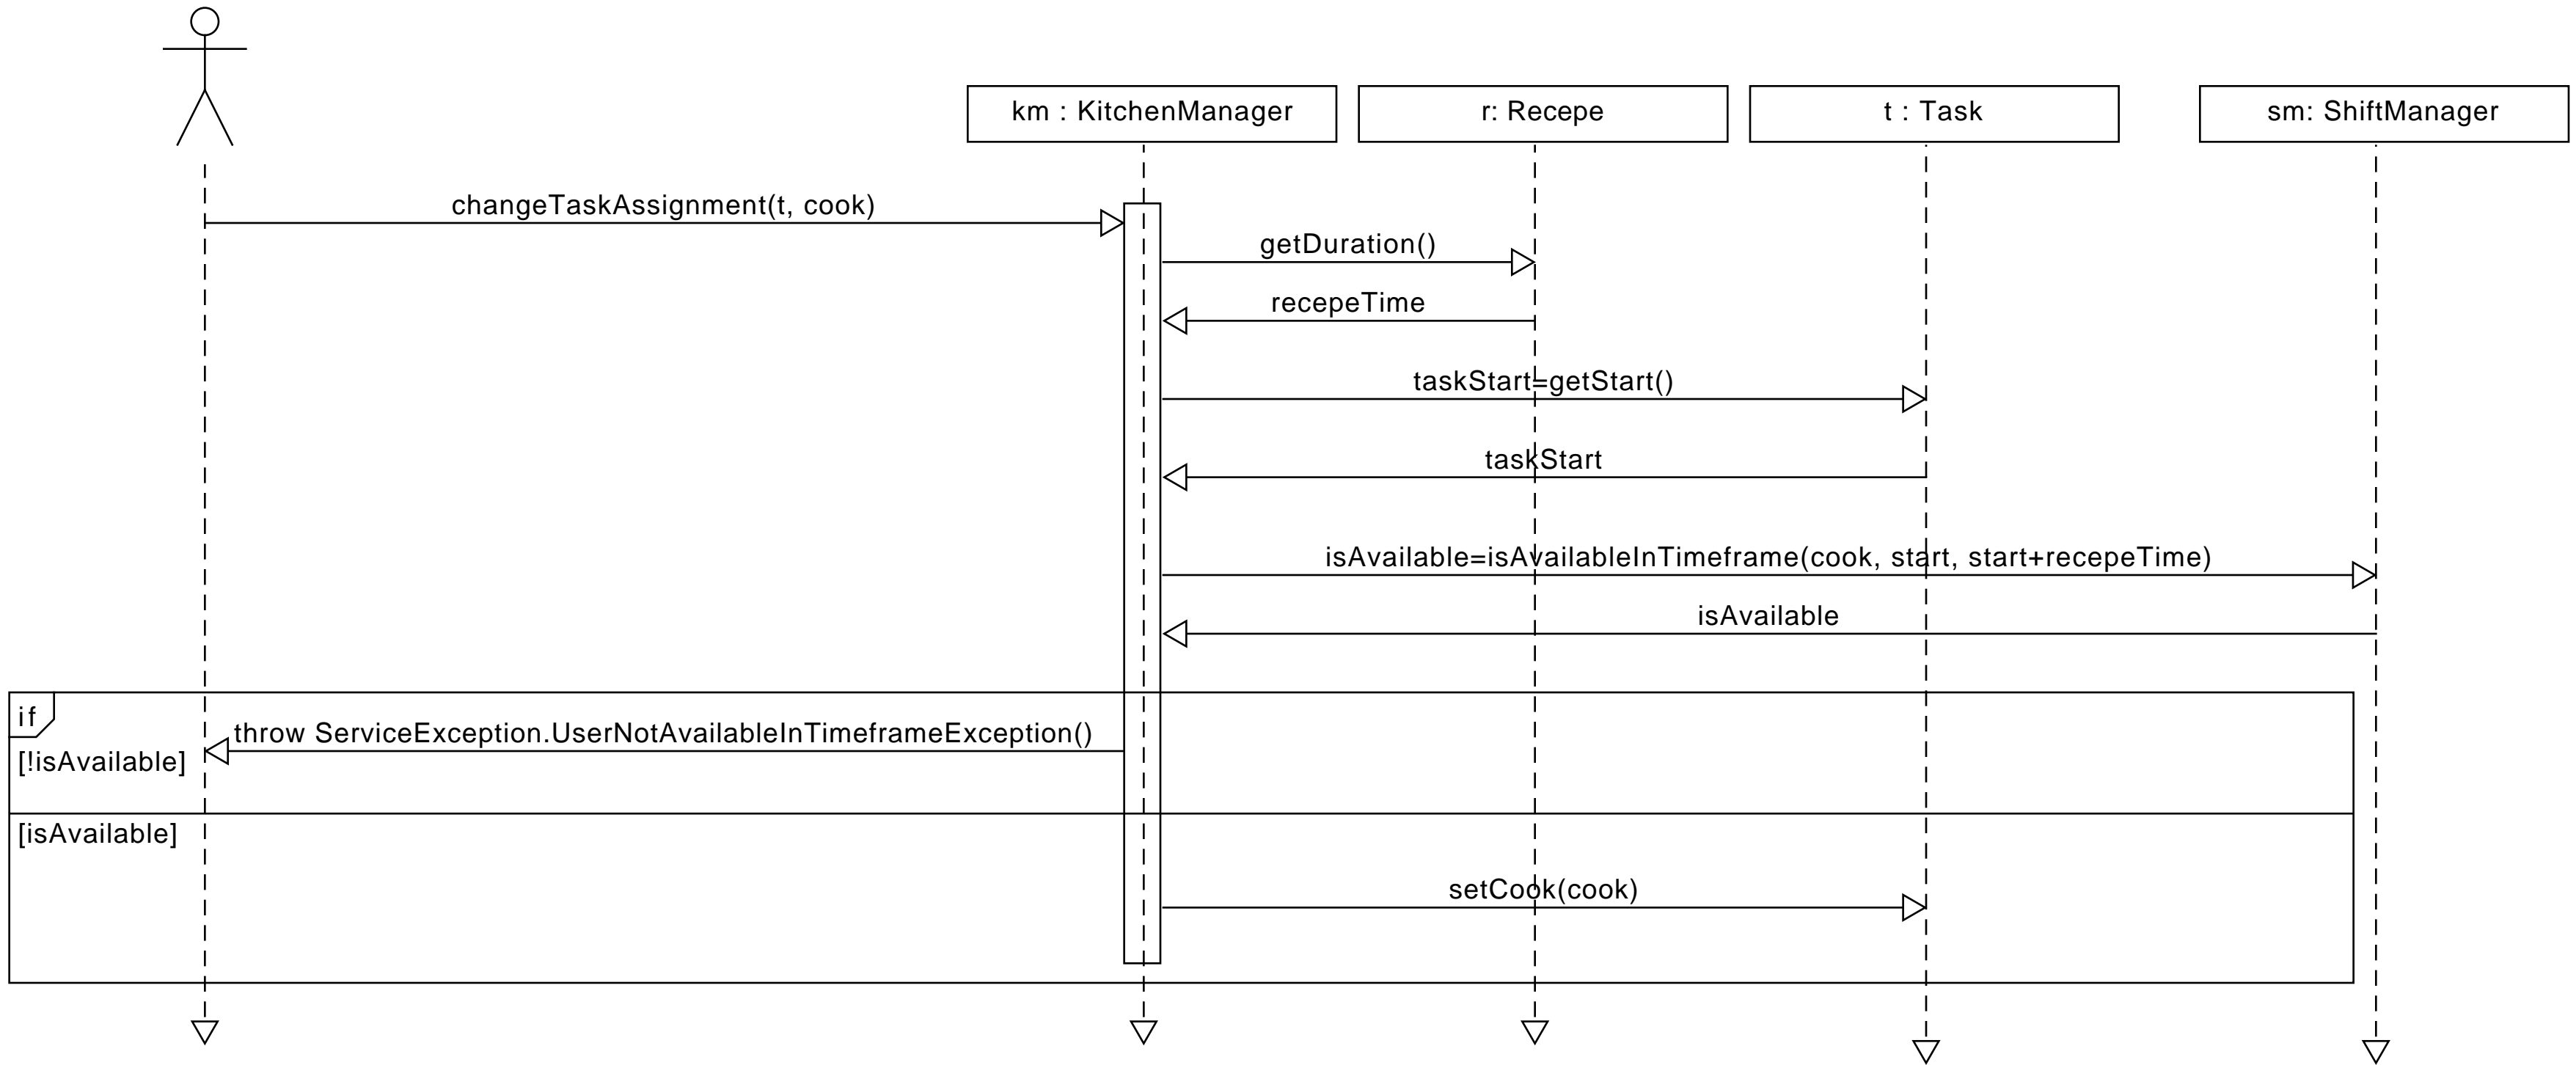 km : KitchenManager
r: Recepe
t : Task
sm: ShiftManager
changeTaskAssignment(t, cook)
getDuration()
recepeTime
taskStart=getStart()
taskStart
isAvailable=isAvailableInTimeframe(cook, start, start+recepeTime)
isAvailable
if
throw ServiceException.UserNotAvailableInTimeframeException()
[!isAvailable]
[isAvailable]
setCook(cook)